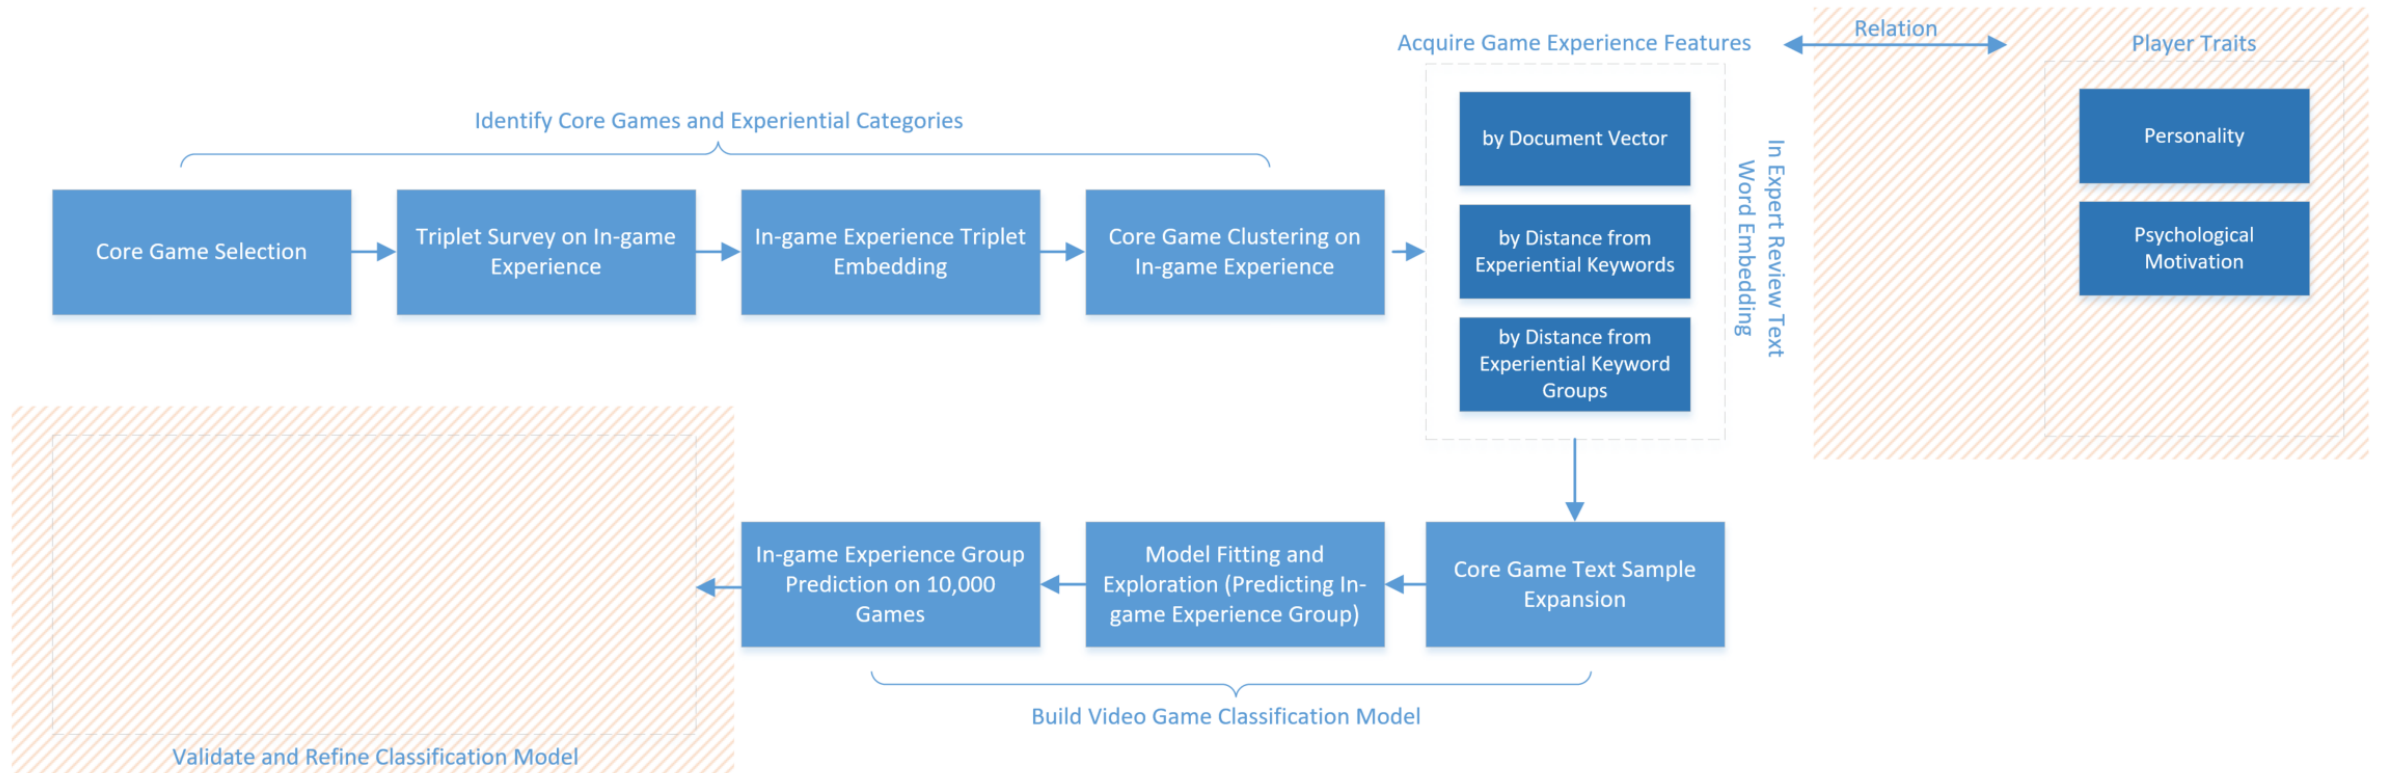 Identify Core Games and Experiential Categories
Core Game Selection
Triplet Survey on In-game
Experience
In-game Experience Triplet
Embedding
Core Game Clustering on
In-game Experience
Acquire Game Experience Features
by Document Vector
by Distance from
Experiential Keywords
by Distance from
Experiential Keyword
Groups
In Expert Review Text
Word Embedding
Relation
Player Traits
Personality
Psychological
Motivation
Core Game Text Sample
Expansion
Model Fitting and
Exploration (Predicting In-
game Experience Group)
In-game Experience Group
Prediction on 10,000
Games
Build Video Game Classification Model
Validate and Refine Classification Model